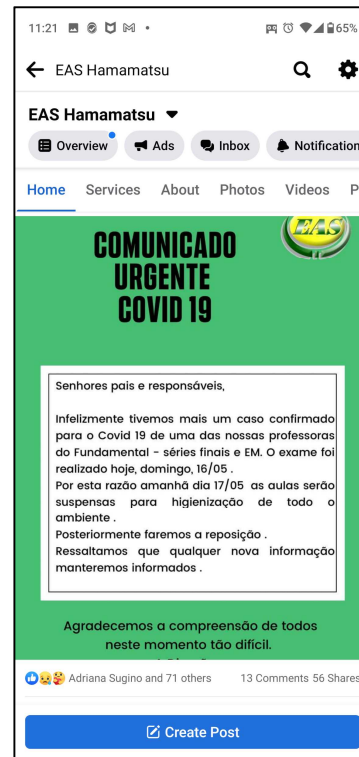 11:21
65%
EAS Hamamatsu
EAS Hamamatsu
Overview Ads Inbox Notification
Home Services About Photos Videos P
EAS
COMUNICADO
URGENTE
COVID 19
Senhores pais e responsáveis,
Infelizmente tivemos mais um caso confirmado
para o Covid 19 de uma das nossas professoras
do Fundamental - séries finais e EM. O exame foi
realizado hoje, domingo, 16/05 .
Por esta razão amanhã dia 17/05 as aulas serão
suspensas para higienização de todo o
ambiente .
Posteriormente faremos a reposição .
Ressaltamos que qualquer nova informação
manteremos informados .
Agradecemos a compreensão de todos
neste momento tão difícil.
Adriana Sugino and 71 others 13 Comments 56 Shares
Create Post